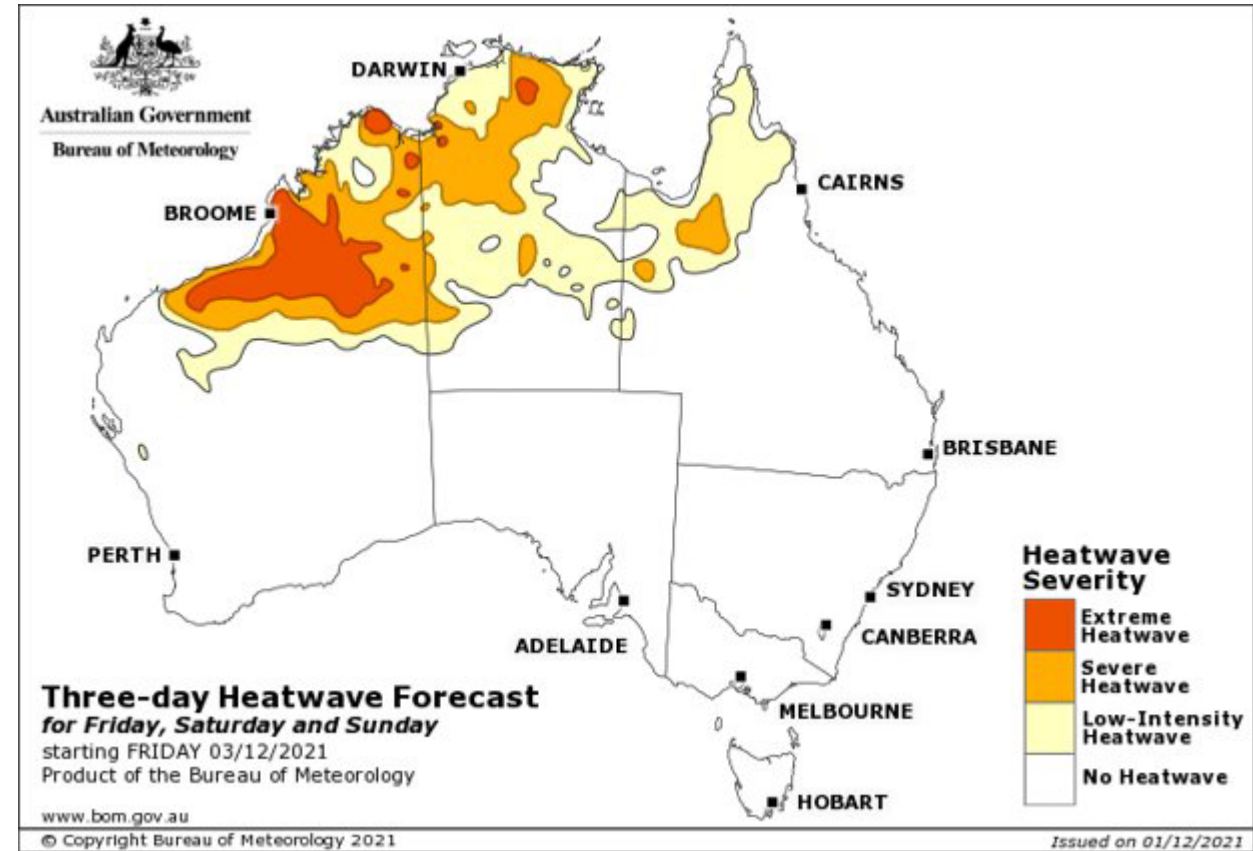 Australian Government
Bureau of Meteorology
DARWIN
BROOME
CAIRNS
BRISBANE
PERTH
SYDNEY
ADELAIDE
CANBERRA
MELBOURNE
HOBART
Heatwave
Severity
Extreme
Heatwave
Severe
Heatwave
Low-Intensity
Heatwave
No Heatwave
Three-day Heatwave Forecast
for Friday, Saturday and Sunday
starting FRIDAY 03/12/2021
Product of the Bureau of Meteorology
www.bom.gov.au
© Copyright Bureau of Meteorology 2021
Issued on 01/12/2021